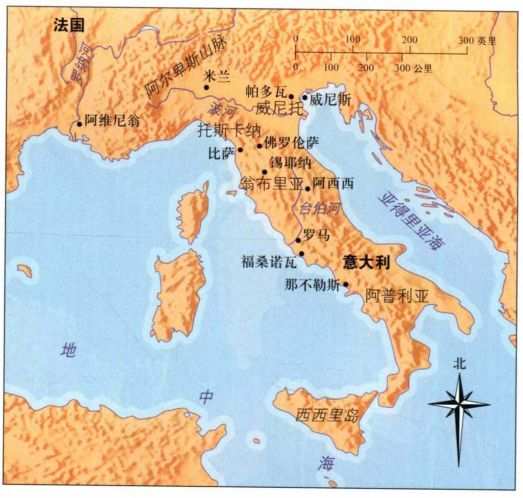 法国
0 100 200 300 英里
0 100 200 300 公里
罗纳河
阿尔卑斯山脉
米兰
帕多瓦
威尼斯
威尼托
波河
阿维尼翁
托斯卡纳
佛罗伦萨
比萨
锡耶纳
翁布里亚
阿西西
台伯河
亚得里亚海
罗马
福桑诺瓦
意大利
那不勒斯
阿普利亚
地
中
海
北
西西里岛